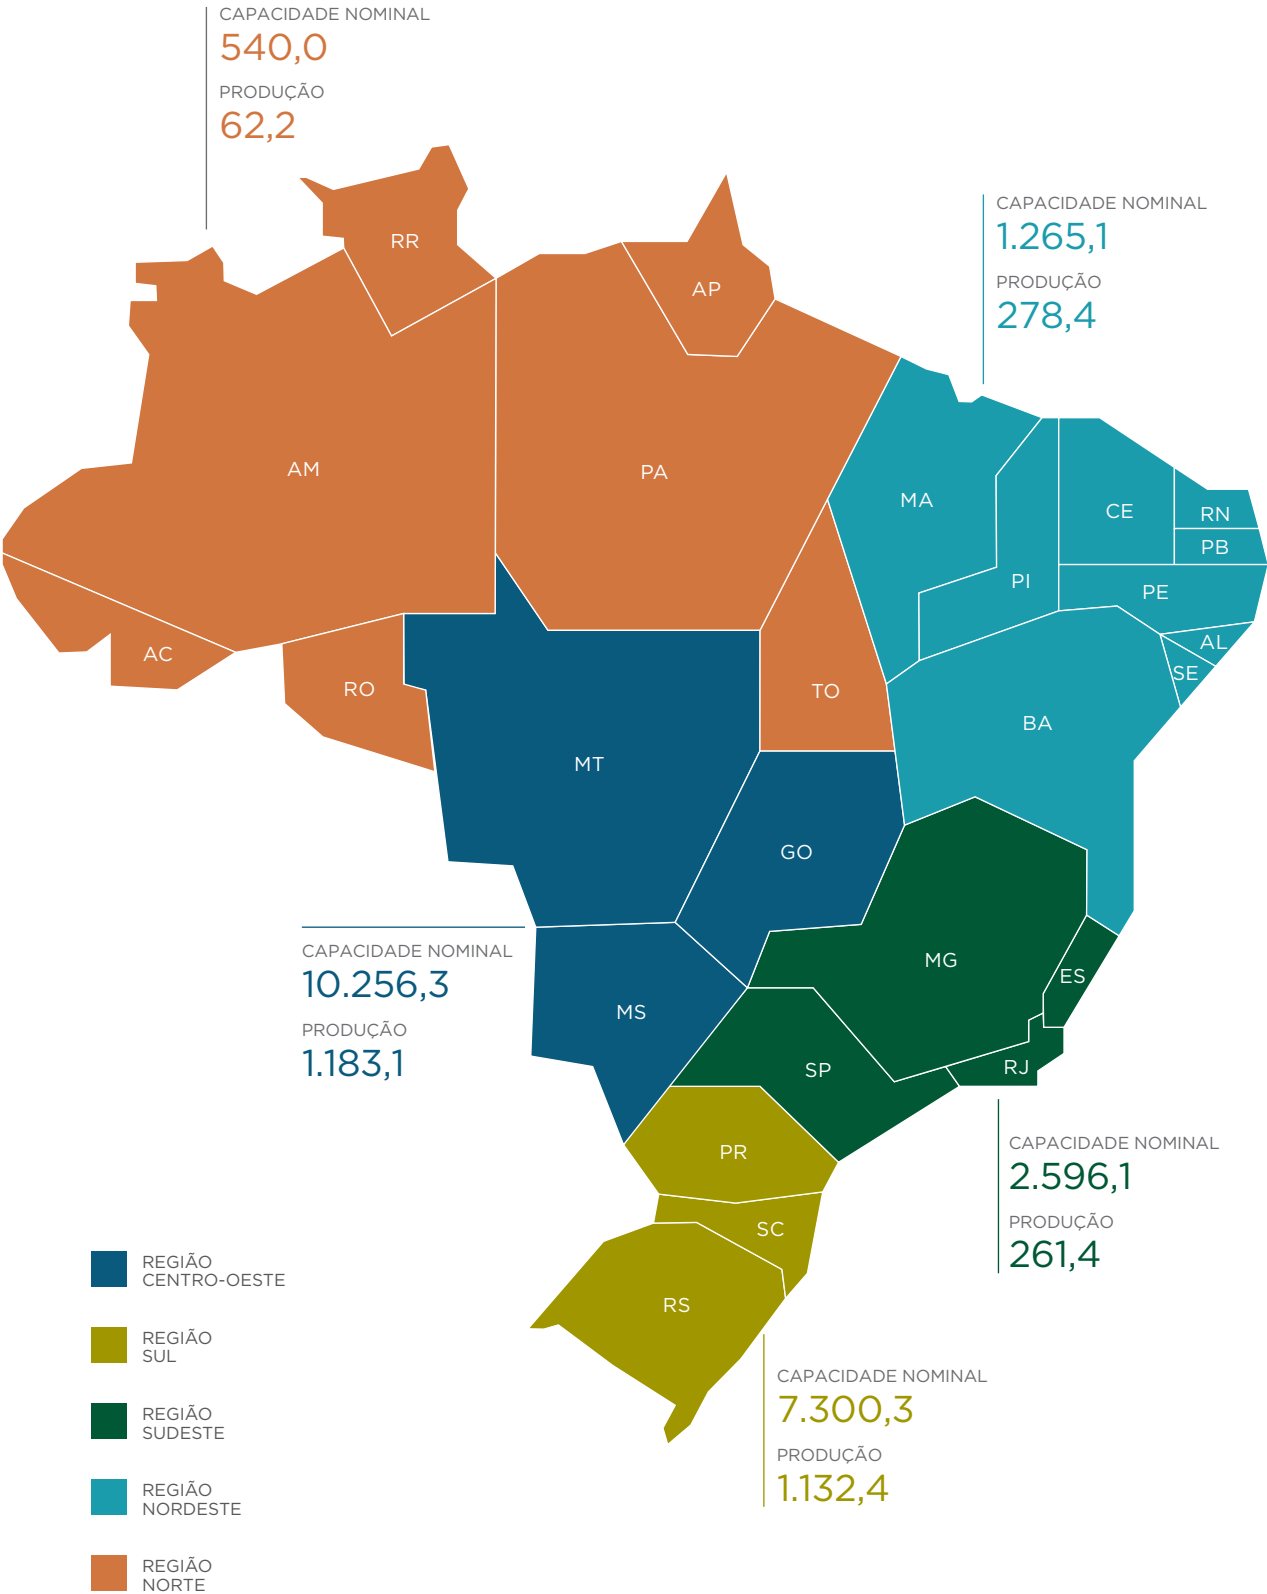 CAPACIDADE NOMINAL
540,0
PRODUÇÃO
62,2
CAPACIDADE NOMINAL
1.265,1
PRODUÇÃO
278,4
RR
AP
AM
PA
MA
CE
RN
PB
PI
PE
AL
SE
AC
RO
TO
BA
MT
GO
CAPACIDADE NOMINAL
10.256,3
PRODUÇÃO
1.183,1
MS
MG
ES
SP
RJ
CAPACIDADE NOMINAL
2.596,1
PRODUÇÃO
261,4
PR
SC
RS
CAPACIDADE NOMINAL
7.300,3
PRODUÇÃO
1.132,4
REGIÃO
CENTRO-OESTE
REGIÃO
SUL
REGIÃO
SUDESTE
REGIÃO
NORDESTE
REGIÃO
NORTE